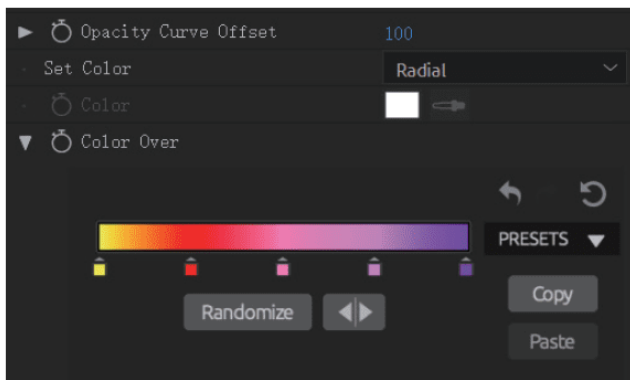 Opacity Curve Offset 100
Set Color Radial
Color
Color Over
PRESETS
Randomize
Copy
Paste